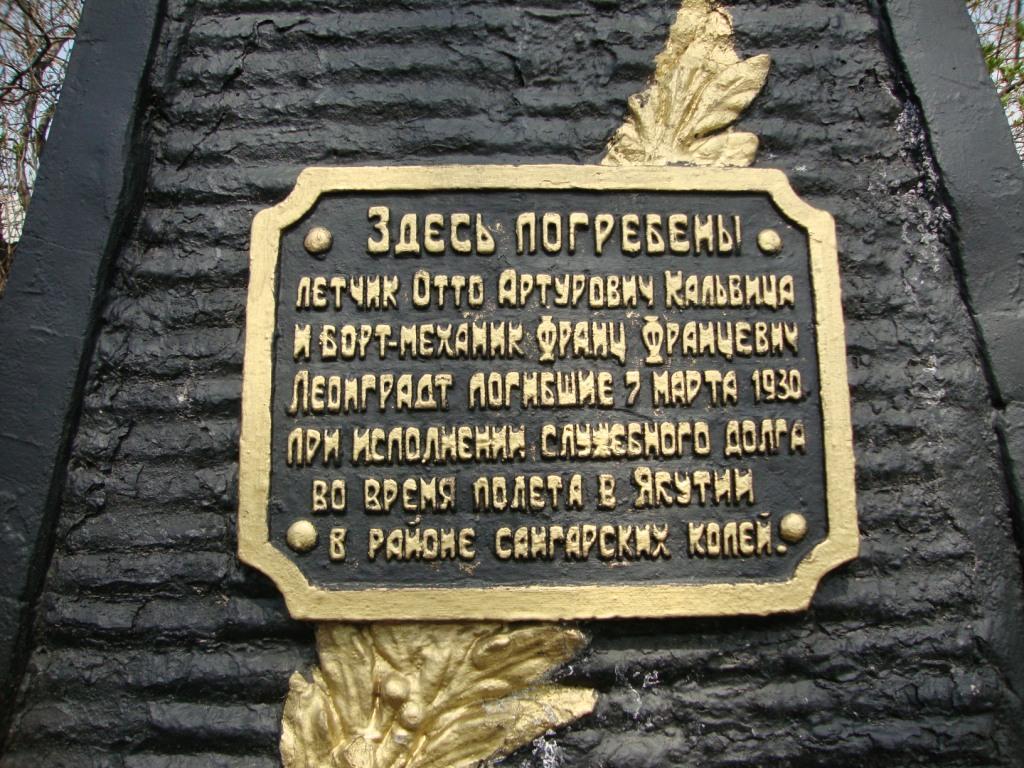 Здесь погребены
летчик Отто Артурович Кальвица
и борт-механик Франц Францевич
Леонградт погибшие 7 марта 1930.
при исполнении служебного долга
во время полета в Якутии
в районе сангарских копей.